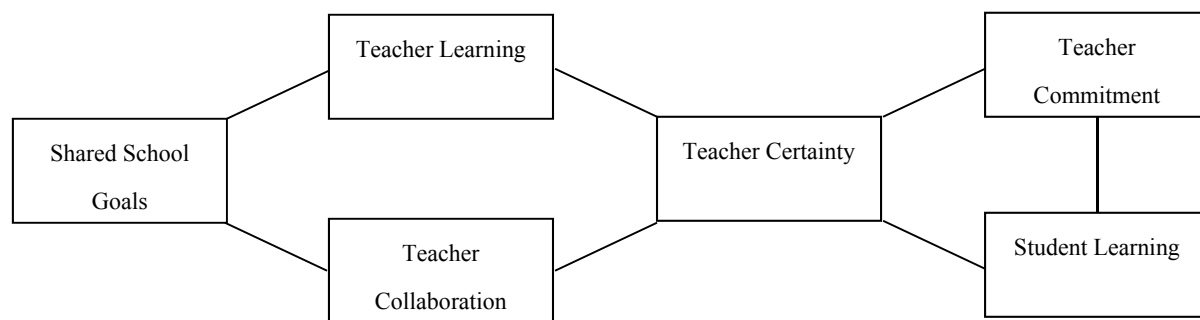 Teacher Learning
Teacher
Commitment
Shared School
Goals
Teacher Certainty
Teacher
Collaboration
Student Learning